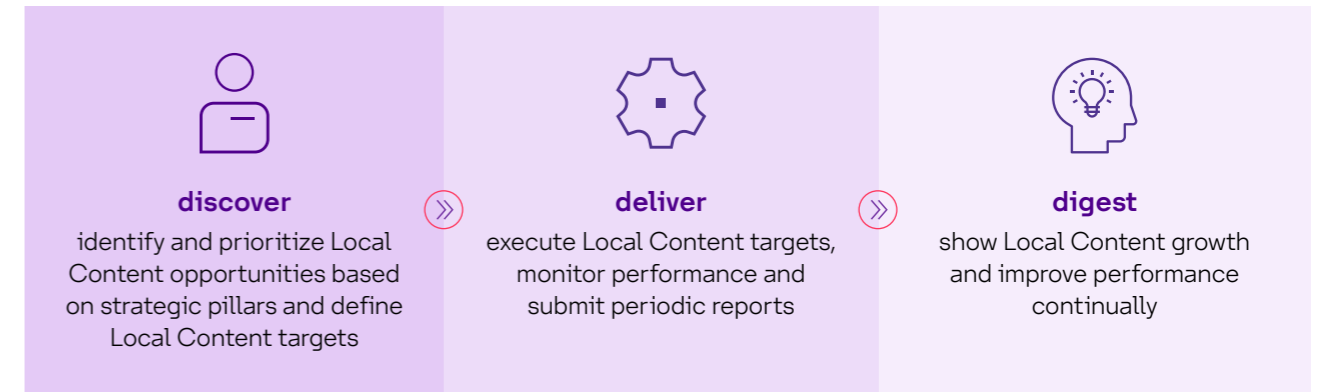 discover
identify and prioritize Local
Content opportunities based
on strategic pillars and define
Local Content targets
deliver
execute Local Content targets,
monitor performance and
submit periodic reports
digest
show Local Content growth
and improve performance
continually